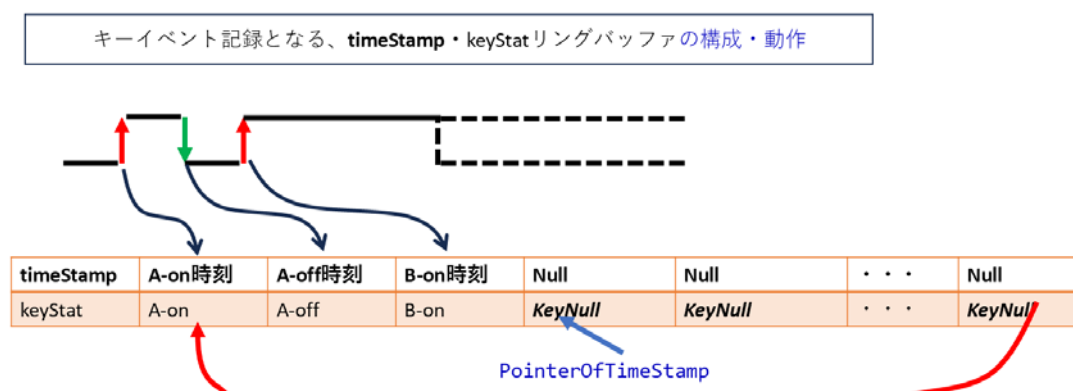 キーイベント記録となる、timeStamp・keyStatリングバッファの構成・動作
timeStamp A-on時刻 A-off時刻 B-on時刻 Null Null ・・・ Null
keyStat A-on A-off B-on KeyNull KeyNull ・・・ KeyNull
PointerOfTimeStamp